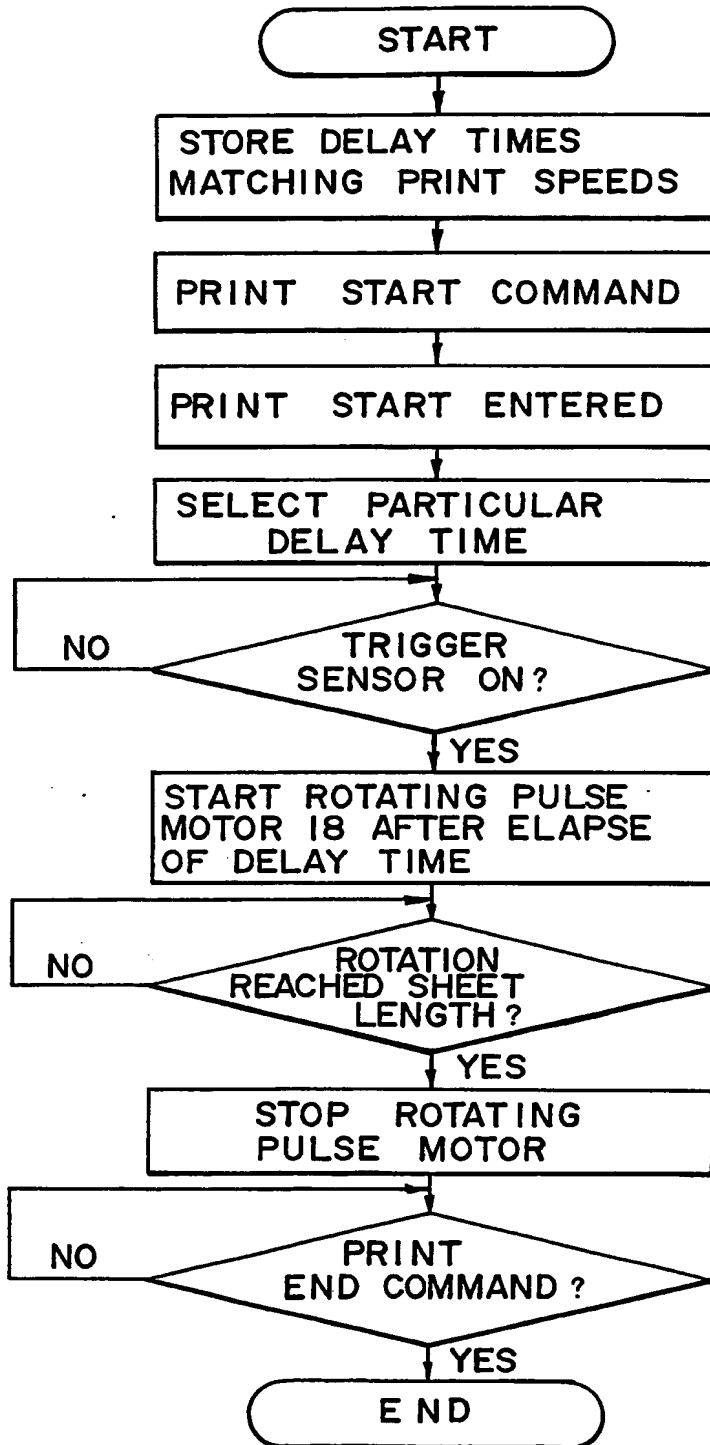 START
STORE DELAY TIMES
MATCHING PRINT SPEEDS
PRINT START COMMAND
PRINT START ENTERED
SELECT PARTICULAR
DELAY TIME
TRIGGER
SENSOR ON?
NO
YES
START ROTATING PULSE
MOTOR 18 AFTER ELAPSE
OF DELAY TIME
ROTATION
REACHED SHEET
LENGTH?
NO
YES
STOP ROTATING
PULSE MOTOR
PRINT
END COMMAND?
NO
YES
END